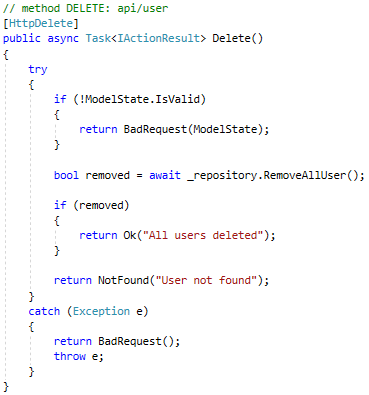 // method DELETE: api/user
[HttpDelete]
public async Task<IActionResult> Delete()
{
    try
    {
        if (!ModelState.IsValid)
        {
            return BadRequest(ModelState);
        }

        bool removed = await _repository.RemoveAllUser();

        if (removed)
        {
            return Ok("All users deleted");
        }

        return NotFound("User not found");
    }
    catch (Exception e)
    {
        return BadRequest();
        throw e;
    }
}